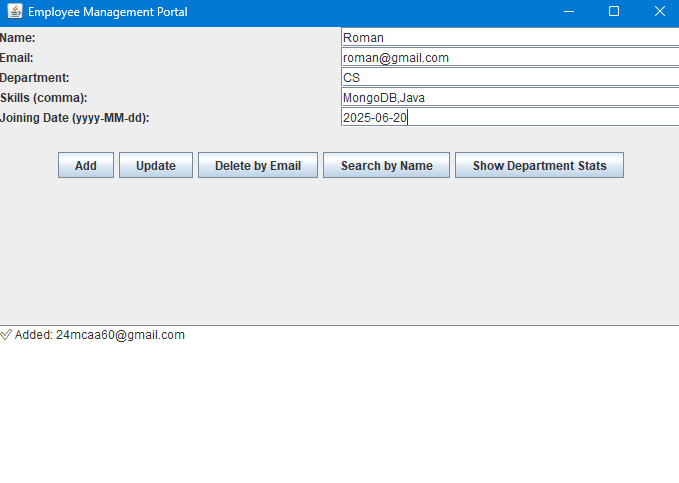 Employee Management Portal
Name: Roman
Email: roman@gmail.com
Department: CS
Skills (comma): MongoDB,Java
Joining Date (yyyy-MM-dd): 2025-06-20
Add Update Delete by Email Search by Name Show Department Stats
✓ Added: 24mcaa60@gmail.com